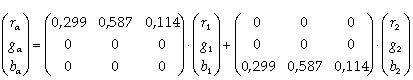 (r_a g_a b_a) = (0,299 0,587 0,114; 0 0 0; 0 0 0) · (r_1 g_1 b_1) + (0 0 0; 0 0 0; 0,299 0,587 0,114) · (r_2 g_2 b_2)